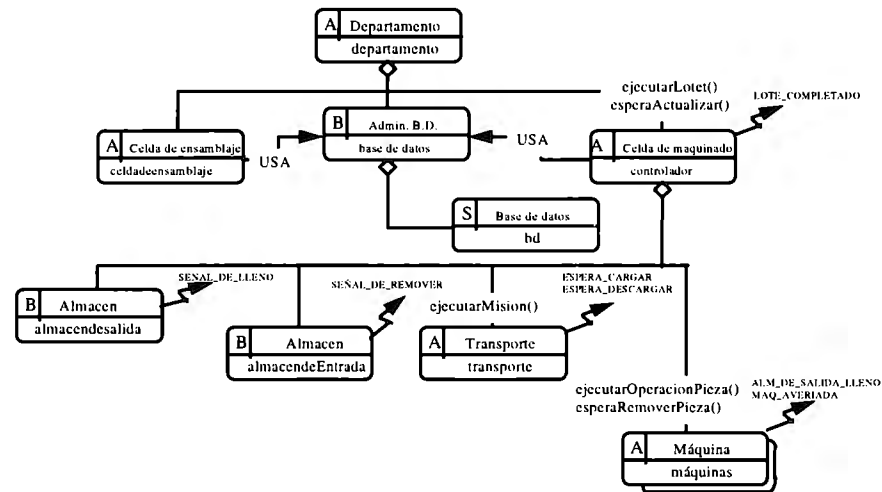 A Departamento
departamento
ejecutarLotet()
esperaActualizar()
LOTE_COMPLETADO
A Celda de ensamblaje
celdadeensamblaje
USA
B Admin. B.D.
base de datos
USA
A Celda de maquinado
controlador
S Base de datos
bd
SENAL_DE_LLENO
B Almacen
almacendesalida
SEÑAL_DE_REMOVER
B Almacen
almacendeEntrada
ejecutarMision()
ESPERA_CARGAR
ESPERA_DESCARGAR
A Transporte
transporte
ejecutarOperacionPieza()
esperaRemoverPieza()
ALM_DE_SALIDA_LLENO
MAQ_AVERIADA
A Máquina
máquinas